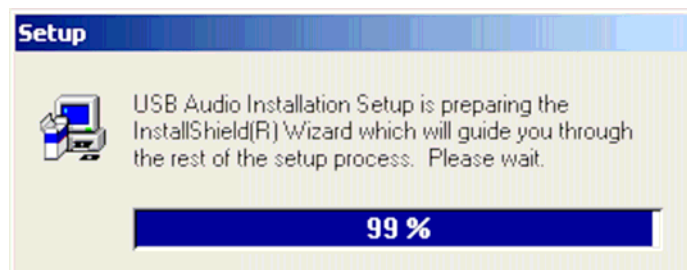 Setup
USB Audio Installation Setup is preparing the
InstallShield(R) Wizard which will guide you through
the rest of the setup process.  Please wait.
99 %